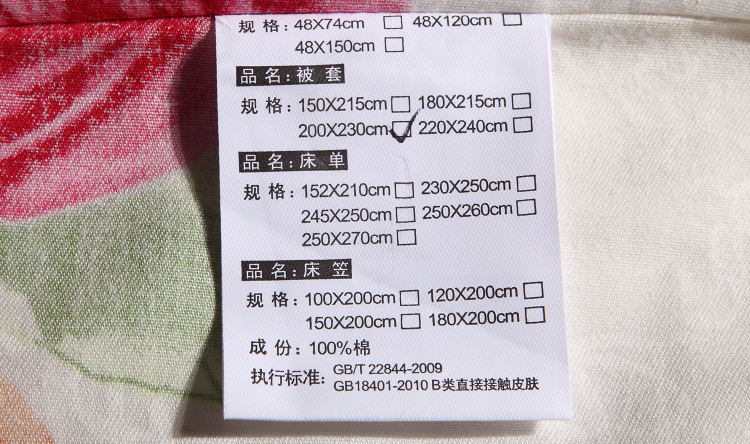 规 格：48X74cm □ 48X120cm □
48X150cm □
品 名：被 套
规 格：150X215cm □ 180X215cm □
200X230cm ☑ 220X240cm □
品 名：床 单
规 格：152X210cm □ 230X250cm □
245X250cm □ 250X260cm □
250X270cm □
品 名：床 笠
规 格：100X200cm □ 120X200cm □
150X200cm □ 180X200cm □
成 份：100%棉
执行标准：GB/T 22844-2009
GB18401-2010 B类直接接触皮肤